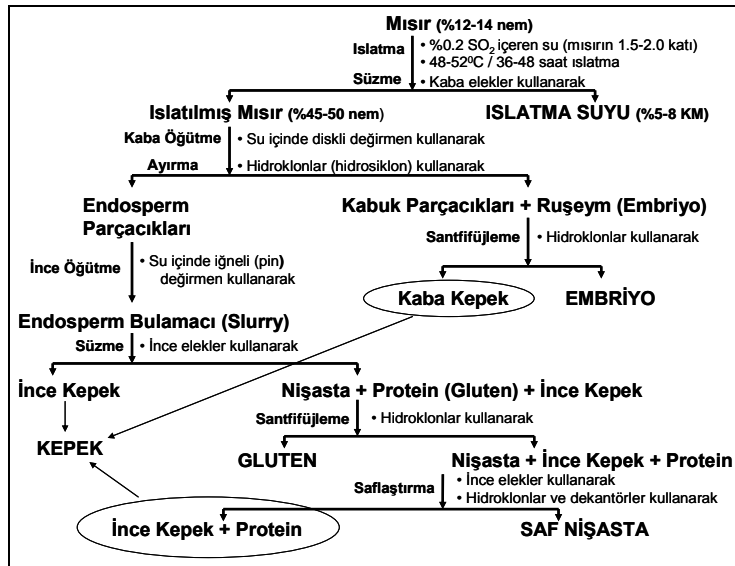 Mısır (%12-14 nem)
Islatma
• %0.2 SO2 içeren su (mısırın 1.5-2.0 katı)
• 48-52ºC / 36-48 saat ıslatma
Süzme
• Kaba elekler kullanarak
Islatılmış Mısır (%45-50 nem)
ISLATMA SUYU (%5-8 KM)
Kaba Öğütme
• Su içinde diskli değirmen kullanarak
Ayırma
• Hidroklonlar (hidrosiklon) kullanarak
Endosperm
Parçacıkları
Kabuk Parçacıkları + Ruşeym (Embriyo)
Santfifüjleme
• Hidroklonlar kullanarak
İnce Öğütme
• Su içinde iğneli (pin)
değirmen kullanarak
Kaba Kepek
EMBRİYO
Endosperm Bulamacı (Slurry)
Süzme
• İnce elekler kullanarak
İnce Kepek
Nişasta + Protein (Gluten) + İnce Kepek
Santfifüjleme
• Hidroklonlar kullanarak
KEPEK
GLUTEN
Nişasta + İnce Kepek + Protein
Saflaştırma
• İnce elekler kullanarak
• Hidroklonlar ve dekantörler kullanarak
İnce Kepek + Protein
SAF NİŞASTA